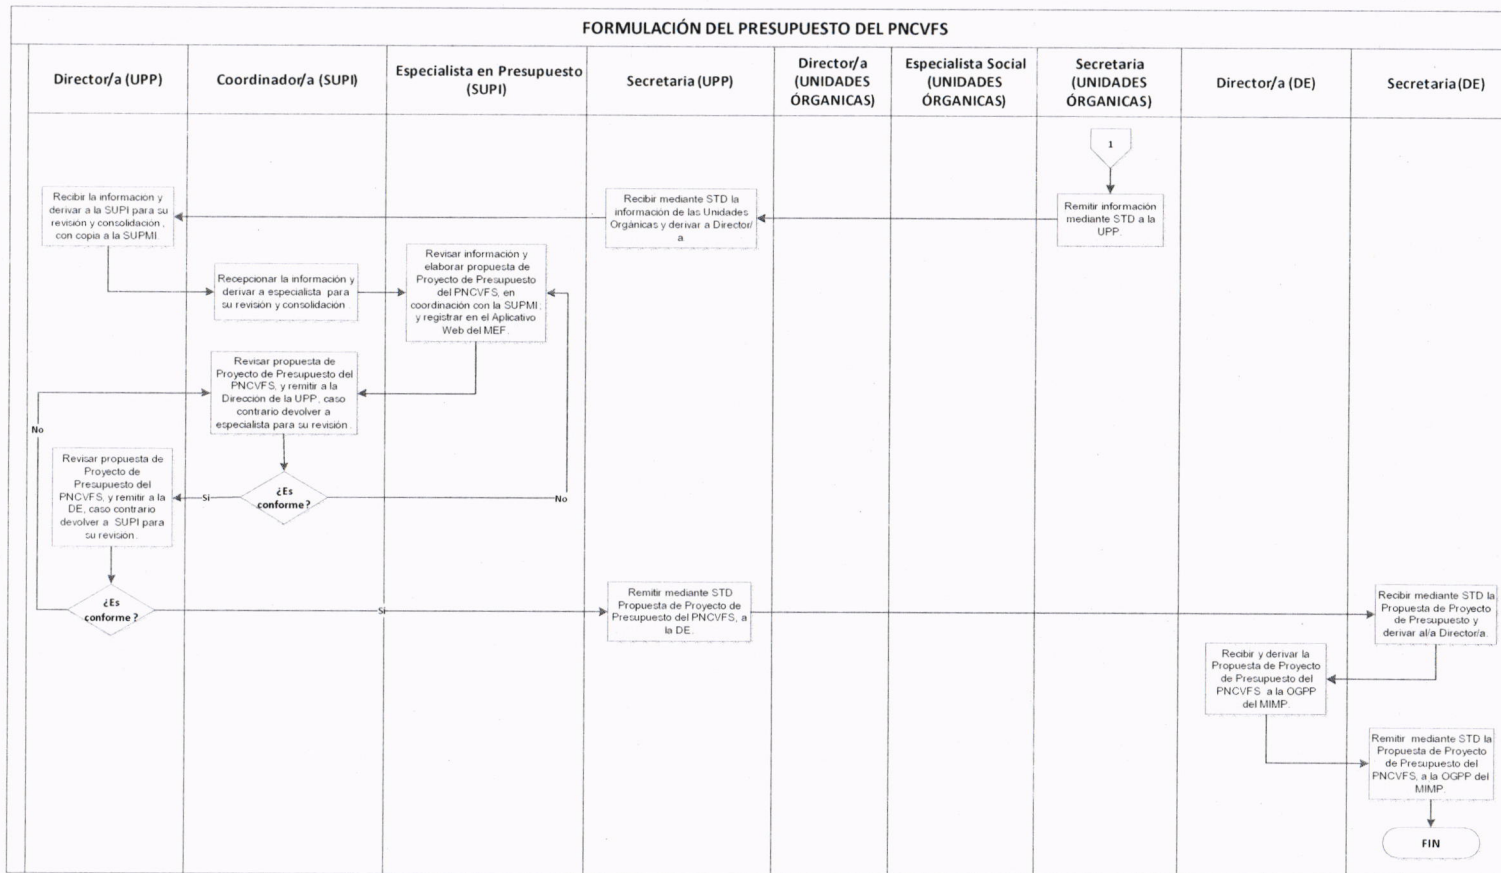 FORMULACIÓN DEL PRESUPUESTO DEL PNCVFS
Director/a (UPP)
Coordinador/a (SUPI)
Especialista en Presupuesto
(SUPI)
Secretaria (UPP)
Director/a
(UNIDADES
ÓRGANICAS)
Especialista Social
(UNIDADES
ÓRGANICAS)
Secretaria
(UNIDADES
ÓRGANICAS)
Director/a (DE)
Secretaria (DE)
1
Remitir información
mediante STD a la
UPP.
Recibir mediante STD la
información de las Unidades
Orgánicas y derivar a Director/
a
Recibir la información y
derivar a la SUPI para su
revisión y consolidación ,
con copia a la SUPMI.
Recepcionar la información y
derivar a especialista para
su revisión y consolidación .
Revisar información y
elaborar propuesta de
Proyecto de Presupuesto
del PNCVFS, en
coordinación con la SUPMI;
y registrar en el Aplicativo
Web del MEF.
Revisar propuesta de
Proyecto de Presupuesto del
PNCVFS, y remitir a la
Dirección de la UPP, caso
contrario devolver a
especialista para su revisión .
¿Es
conforme?
Si
No
Revisar propuesta de
Proyecto de
Presupuesto del
PNCVFS, y remitir a la
DE, caso contrario
devolver a SUPI para
su revisión.
No
¿Es
conforme?
Si
Remitir mediante STD
Propuesta de Proyecto de
Presupuesto del PNCVFS, a
la DE.
Recibir mediante STD la
Propuesta de Proyecto
de Presupuesto y
derivar al/a Director/a.
Recibir y derivar la
Propuesta de Proyecto
de Presupuesto del
PNCVFS a la OGPP
del MIMP.
Remitir mediante STD la
Propuesta de Proyecto
de Presupuesto del
PNCVFS, a la OGPP del
MIMP.
FIN